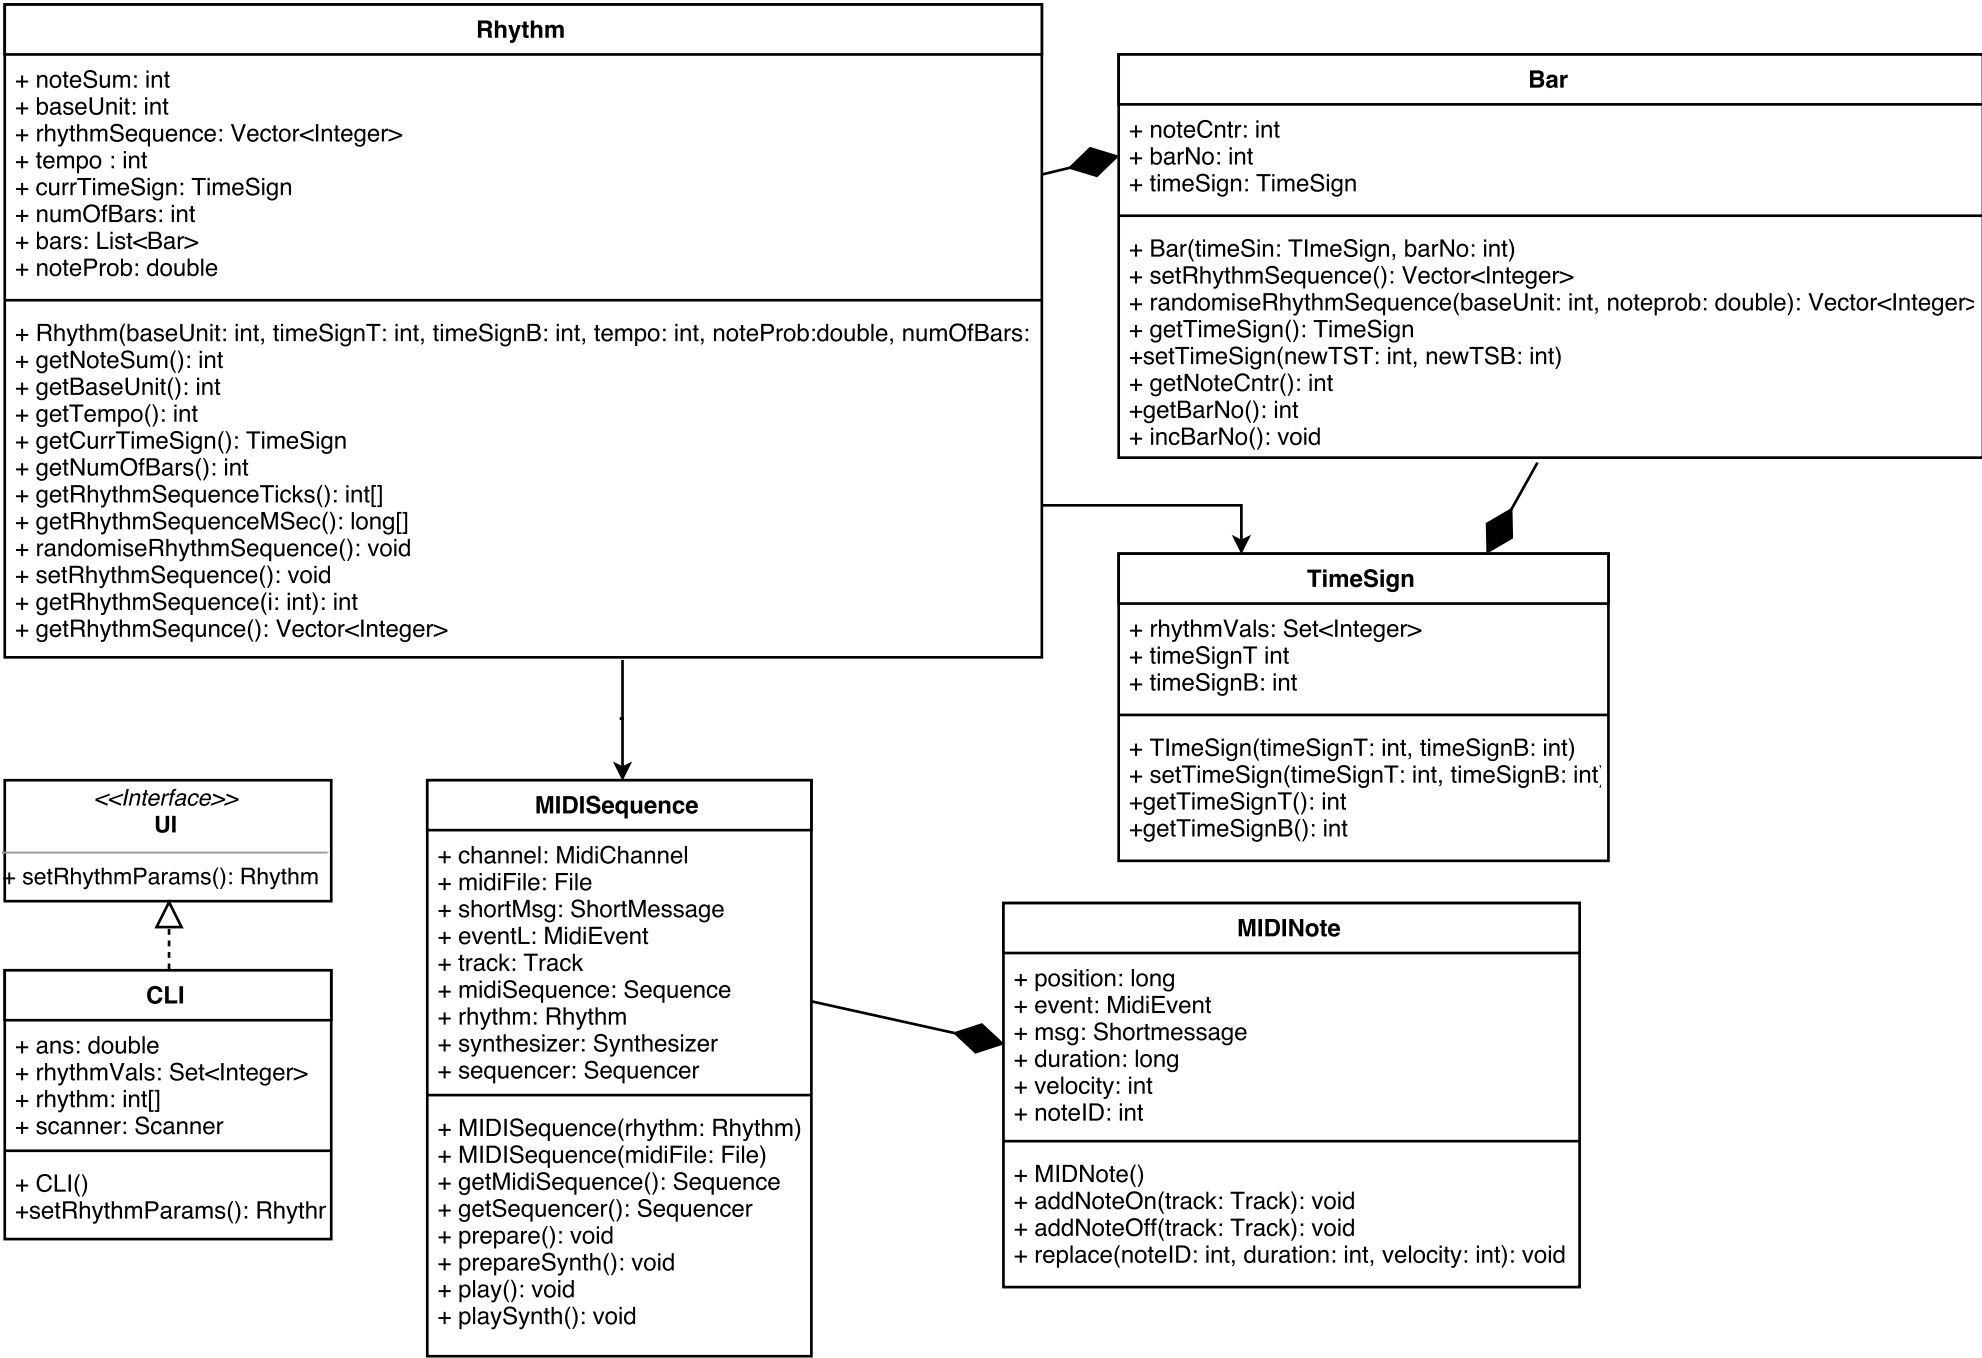 Rhythm
+ noteSum: int
+ baseUnit: int
+ rhythmSequence: Vector<Integer>
+ tempo : int
+ currTimeSign: TimeSign
+ numOfBars: int
+ bars: List<Bar>
+ noteProb: double
+ Rhythm(baseUnit: int, timeSignT: int, timeSignB: int, tempo: int, noteProb:double, numOfBars:
+ getNoteSum(): int
+ getBaseUnit(): int
+ getTempo(): int
+ getCurrTimeSign(): TimeSign
+ getNumOfBars(): int
+ getRhythmSequenceTicks(): int[]
+ getRhythmSequenceMSec(): long[]
+ randomiseRhythmSequence(): void
+ setRhythmSequence(): void
+ getRhythmSequence(i: int): int
+ getRhythmSequnce(): Vector<Integer>
Bar
+ noteCntr: int
+ barNo: int
+ timeSign: TimeSign
+ Bar(timeSin: TImeSign, barNo: int)
+ setRhythmSequence(): Vector<Integer>
+ randomiseRhythmSequence(baseUnit: int, noteprob: double): Vector<Integer>
+ getTimeSign(): TimeSign
+setTimeSign(newTST: int, newTSB: int)
+ getNoteCntr(): int
+getBarNo(): int
+ incBarNo(): void
TimeSign
+ rhythmVals: Set<Integer>
+ timeSignT int
+ timeSignB: int
+ TImeSign(timeSignT: int, timeSignB: int)
+ setTimeSign(timeSignT: int, timeSignB: int)
+getTimeSignT(): int
+getTimeSignB(): int
<<Interface>>
UI
+ setRhythmParams(): Rhythm
CLI
+ ans: double
+ rhythmVals: Set<Integer>
+ rhythm: int[]
+ scanner: Scanner
+ CLI()
+setRhythmParams(): Rhythr
MIDISequence
+ channel: MidiChannel
+ midiFile: File
+ shortMsg: ShortMessage
+ eventL: MidiEvent
+ track: Track
+ midiSequence: Sequence
+ rhythm: Rhythm
+ synthesizer: Synthesizer
+ sequencer: Sequencer
+ MIDISequence(rhythm: Rhythm)
+ MIDISequence(midiFile: File)
+ getMidiSequence(): Sequence
+ getSequencer(): Sequencer
+ prepare(): void
+ prepareSynth(): void
+ play(): void
+ playSynth(): void
MIDINote
+ position: long
+ event: MidiEvent
+ msg: Shortmessage
+ duration: long
+ velocity: int
+ noteID: int
+ MIDNote()
+ addNoteOn(track: Track): void
+ addNoteOff(track: Track): void
+ replace(noteID: int, duration: int, velocity: int): void